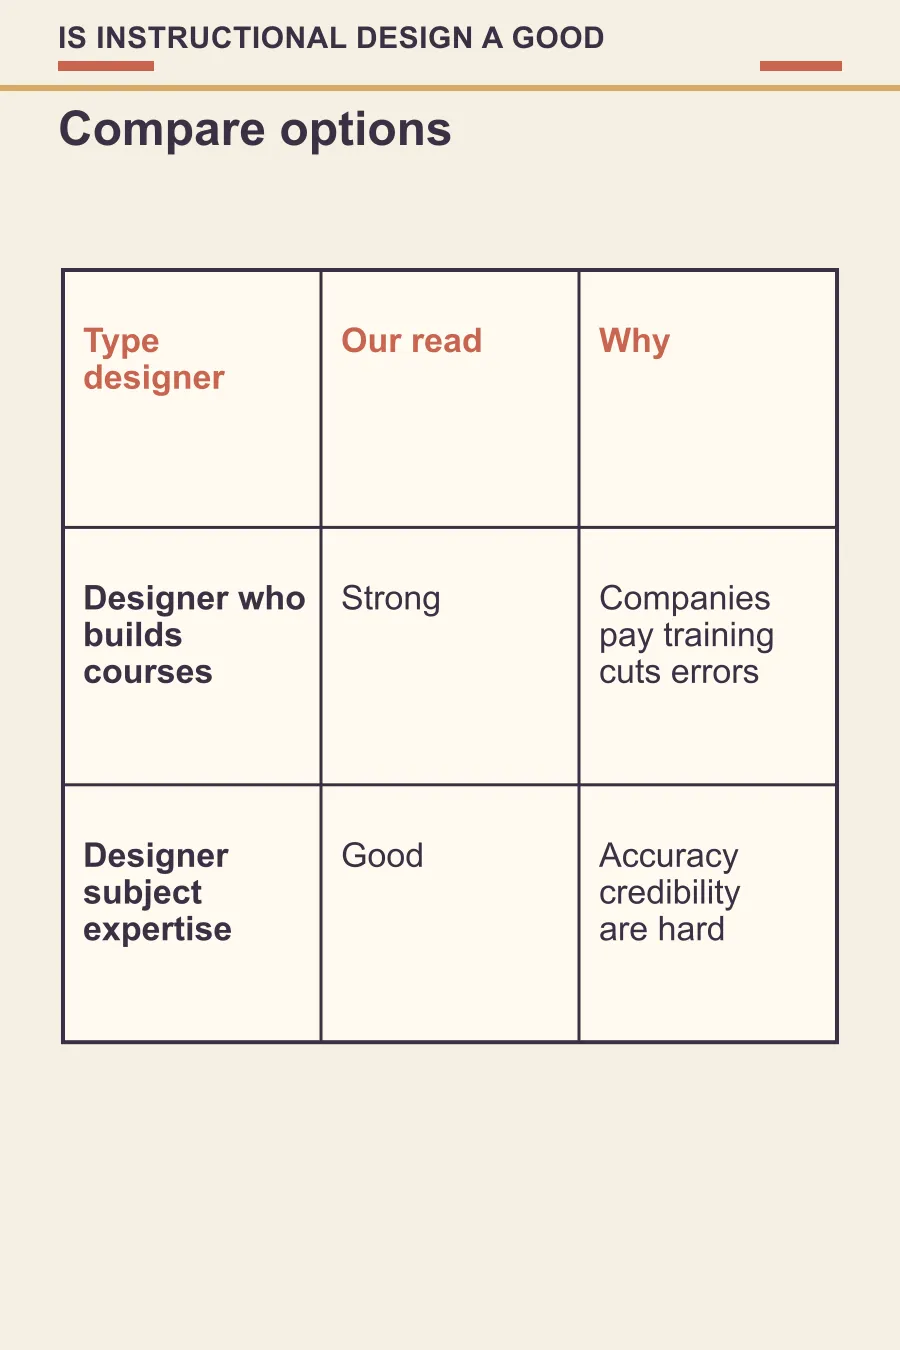 IS INSTRUCTIONAL DESIGN A GOOD
Compare options
Type
designer
Our read
Why
Designer who
builds
courses
Strong
Companies
pay training
cuts errors
Designer
subject
expertise
Good
Accuracy
credibility
are hard